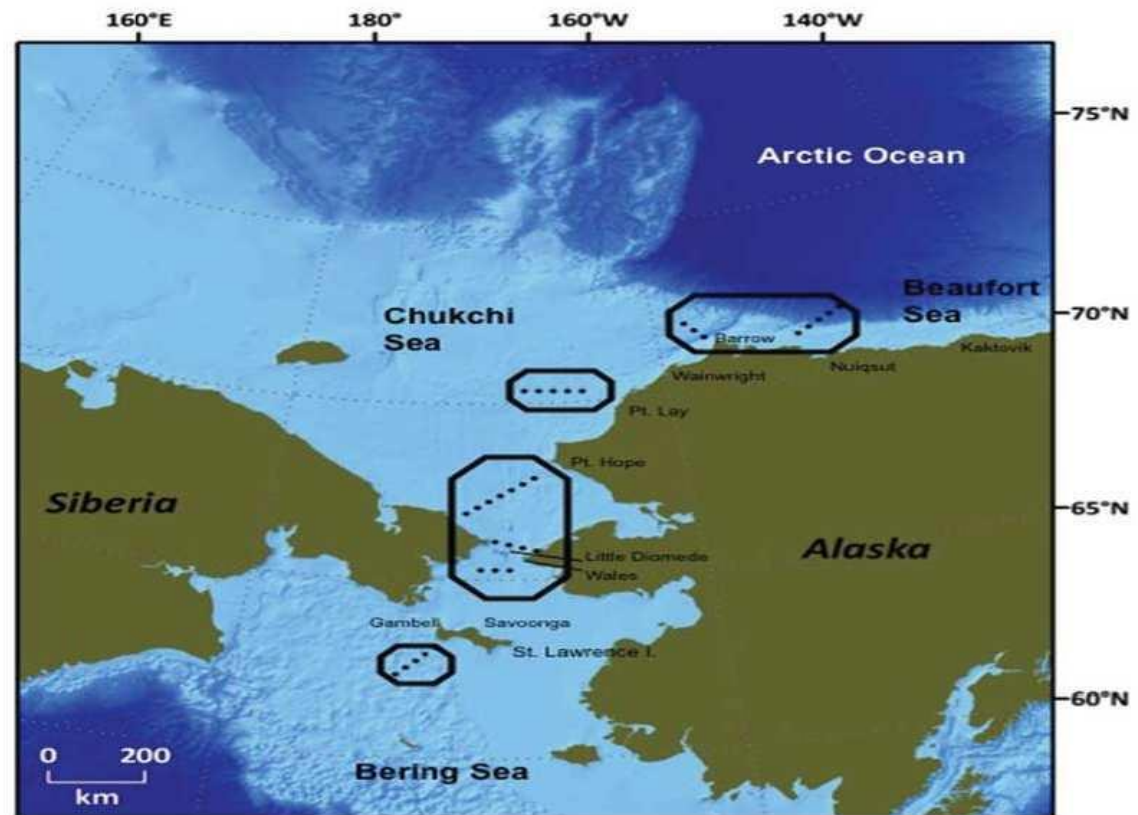 160°E 180° 160°W 140°W
75°N
Arctic Ocean
Beaufort
Sea
70°N
Chukchi
Sea
Barrow
Kaktovik
Nuiqsut
Wainwright
Pt. Lay
Pt. Hope
65°N
Siberia
Alaska
Little Diomede
Wales
Gambell Savoonga
St. Lawrence I.
60°N
0 200
km
Bering Sea